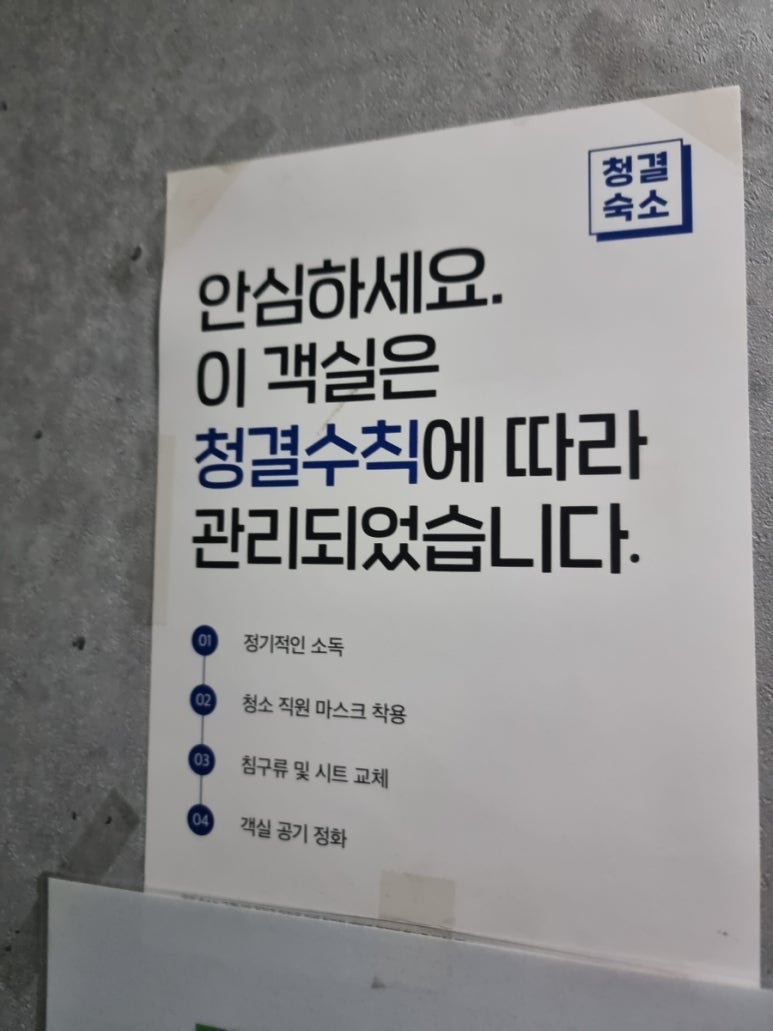 청결
숙소
안심하세요.
이 객실은
청결수칙에 따라
관리되었습니다.
01 정기적인 소독
02 청소 직원 마스크 착용
03 침구류 및 시트 교체
04 객실 공기 정화